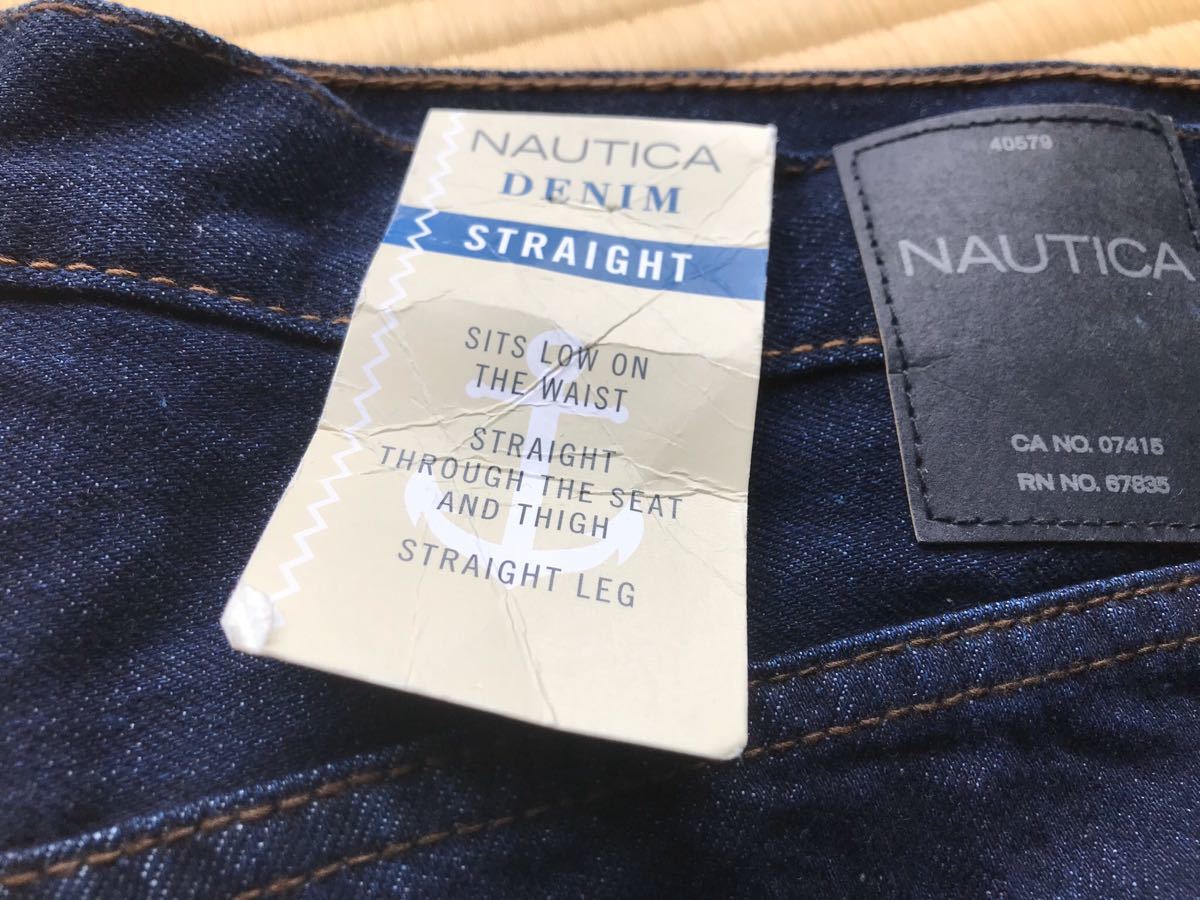 NAUTICA
DENIM
STRAIGHT
SITS LOW ON
THE WAIST
STRAIGHT
THROUGH THE SEAT
AND THIGH
STRAIGHT LEG
40579
NAUTICA
CA NO. 07415
RN NO. 67835